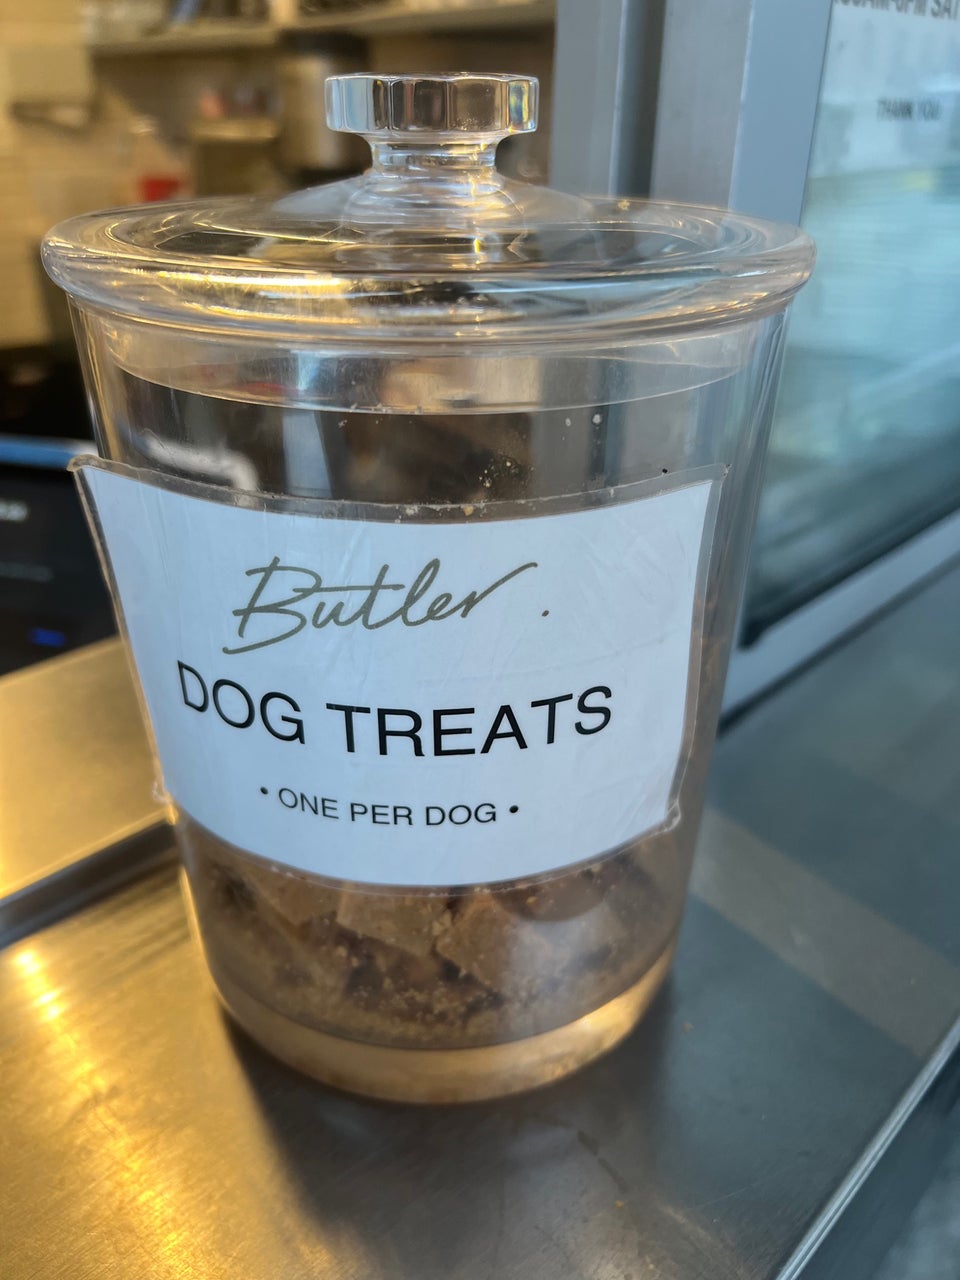 THANK YOU
Butler.
DOG TREATS
• ONE PER DOG •